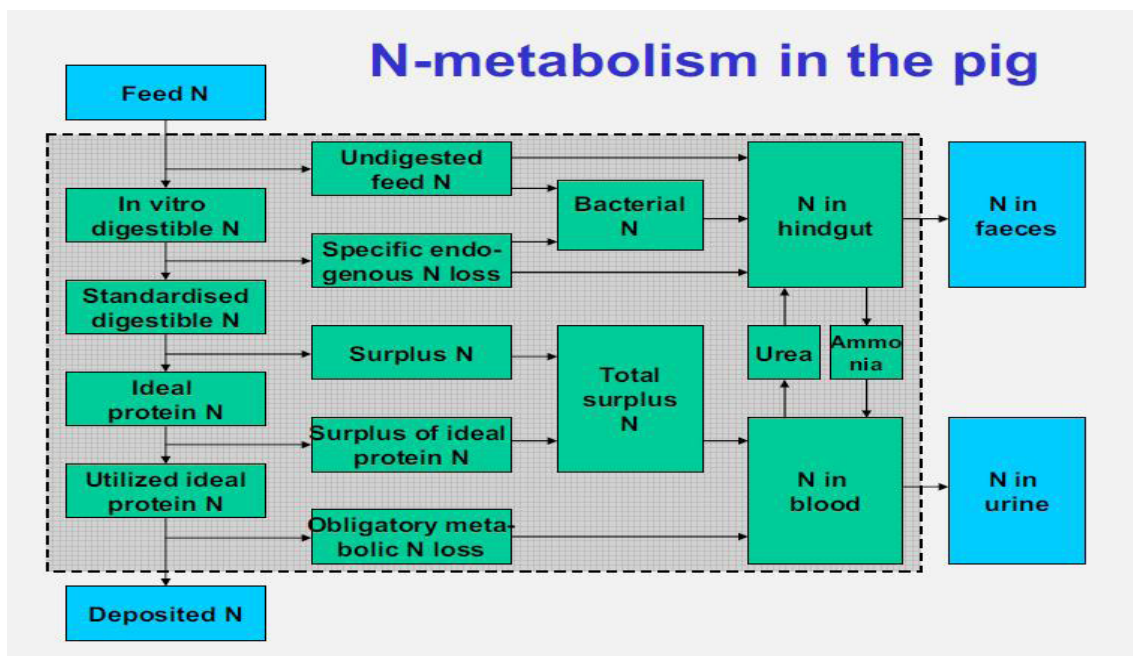 N-metabolism in the pig
Feed N
Undigested
feed N
In vitro
digestible N
Bacterial
N
N in
hindgut
N in
faeces
Specific endo-
genous N loss
Standardised
digestible N
Surplus N
Urea
Ammo
nia
Total
surplus
N
Ideal
protein N
Surplus of ideal
protein N
Utilized ideal
protein N
N in
blood
N in
urine
Obligatory meta-
bolic N loss
Deposited N